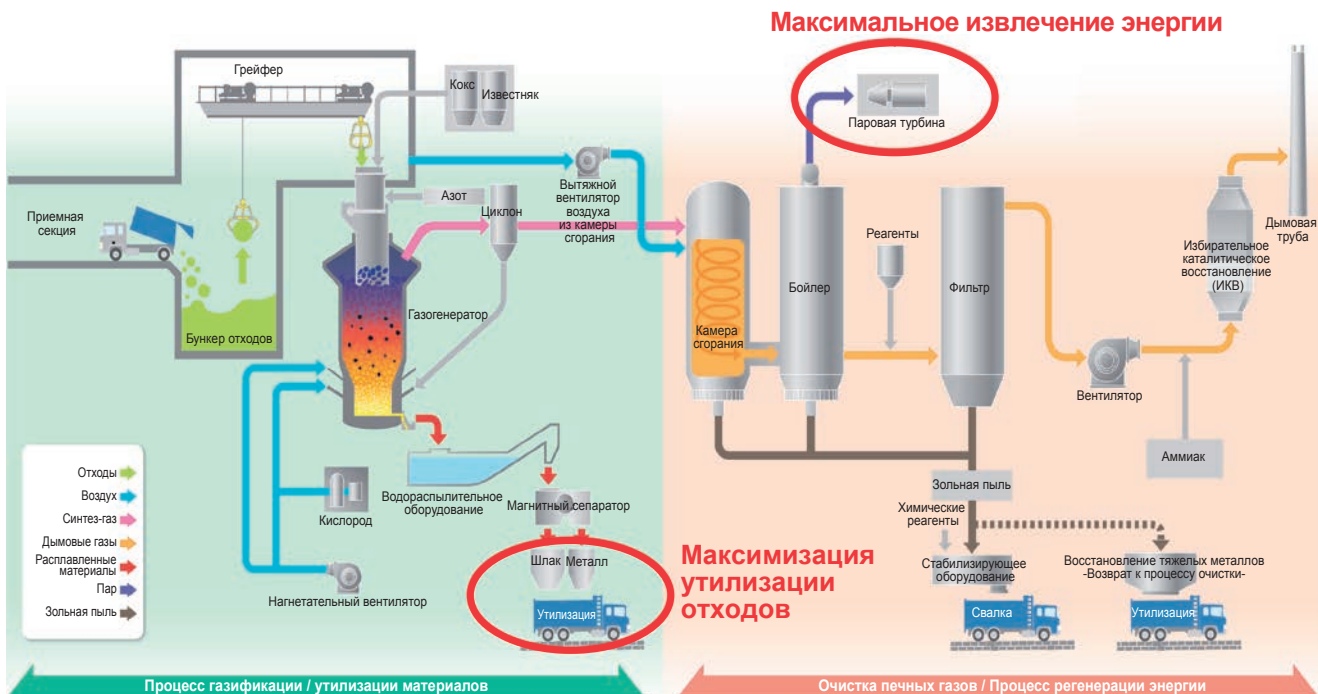 Максимальное извлечение энергии
Грейфер
Кокс
Известняк
Паровая турбина
Азот
Вытяжной
вентилятор
воздуха
из камеры
сгорания
Циклон
Приемная
секция
Реагенты
Дымовая
труба
Избирательное
каталитическое
восстановление
(ИКВ)
Бойлер
Фильтр
Газогенератор
Камера
сгорания
Бункер отходов
Вентилятор
Аммиак
Отходы
Воздух
Синтез-газ
Дымовые газы
Расплавленные
материалы
Пар
Зольная пыль
Водораспылительное
оборудование
Кислород
Магнитный сепаратор
Зольная пыль
Химические
реагенты
Шлак
Металл
Максимизация
утилизации
отходов
Стабилизирующее
оборудование
Восстановление тяжелых металлов
-Возврат к процессу очистки-
Нагнетательный вентилятор
Утилизация
Свалка
Утилизация
Процесс газификации / утилизации материалов
Очистка печных газов / Процесс регенерации энергии